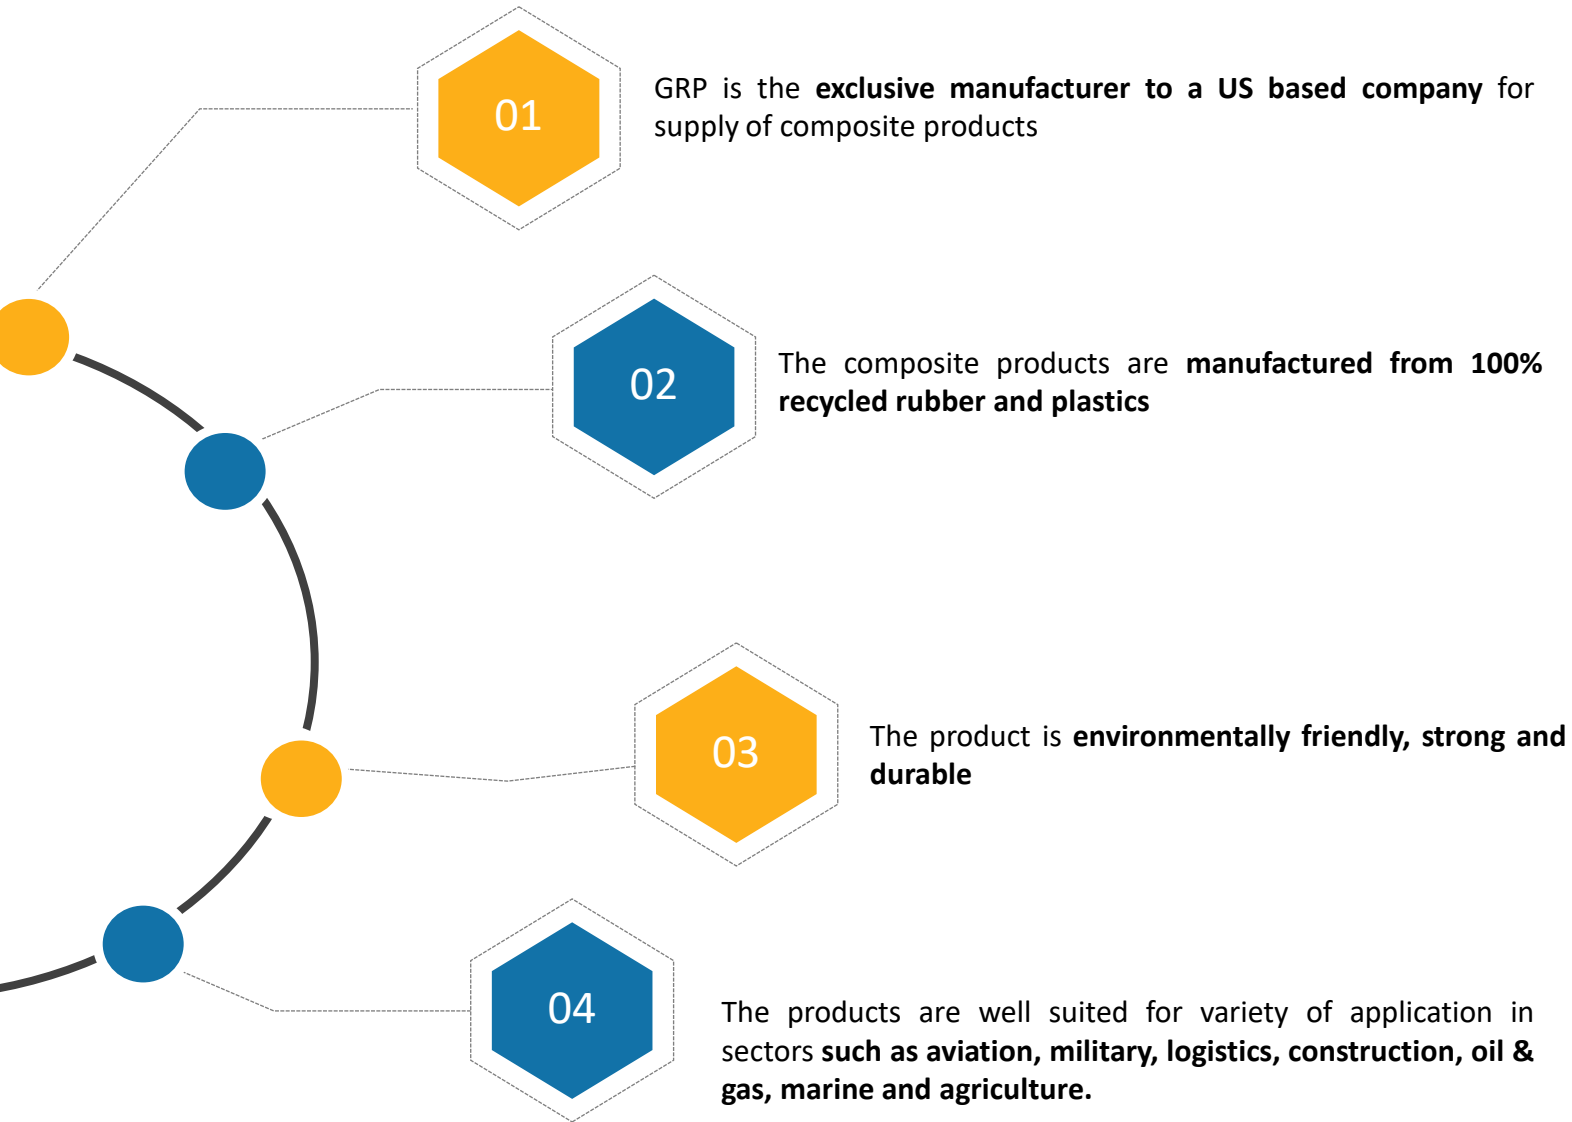 01
GRP is the exclusive manufacturer to a US based company for
supply of composite products
02
The composite products are manufactured from 100%
recycled rubber and plastics
03
The product is environmentally friendly, strong and
durable
04
The products are well suited for variety of application in
sectors such as aviation, military, logistics, construction, oil &
gas, marine and agriculture.